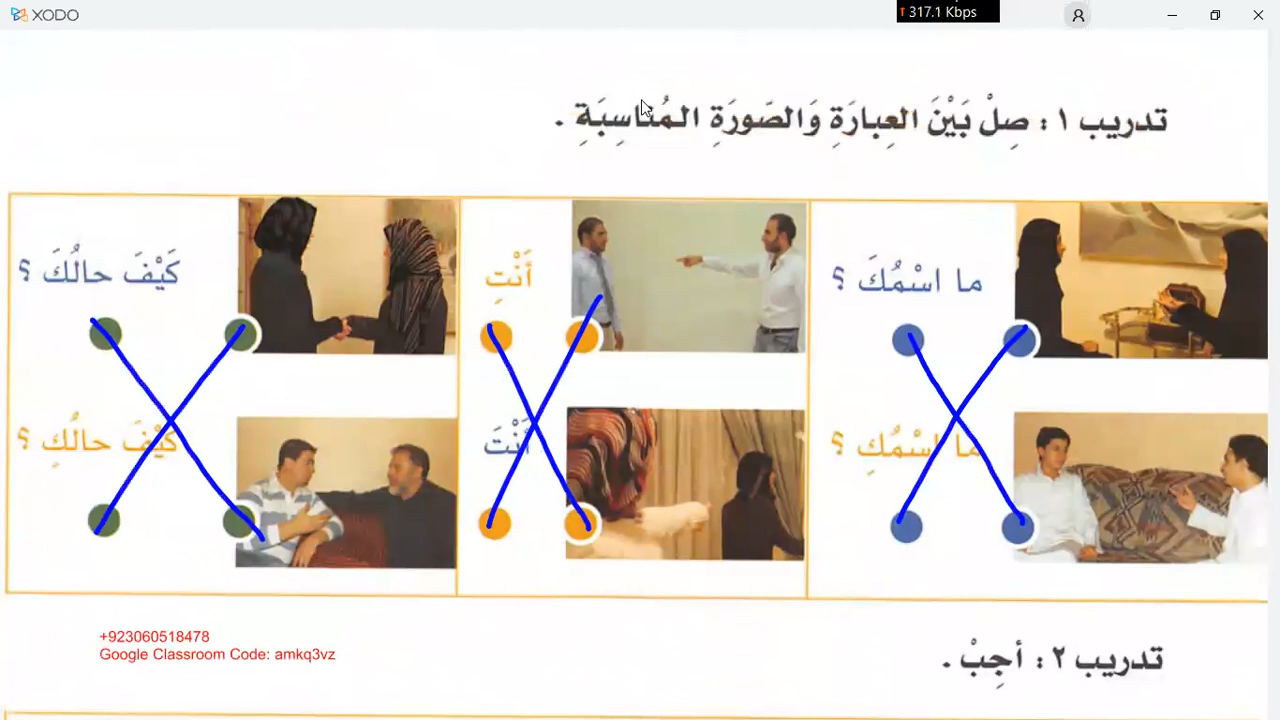 XODO
317.1 Kbps
تدريب ١ : صِلْ بَيْنَ العِبارَةِ وَالصّورَةِ المُناسِبَةِ .
ما اسْمُكَ ؟
ما اسْمُكِ ؟
أَنْتِ
أَنْتَ
كَيْفَ حالُكَ ؟
كَيْفَ حالُكِ ؟
+923060518478
Google Classroom Code: amkq3vz
تدريب ٢ : أجِبْ .